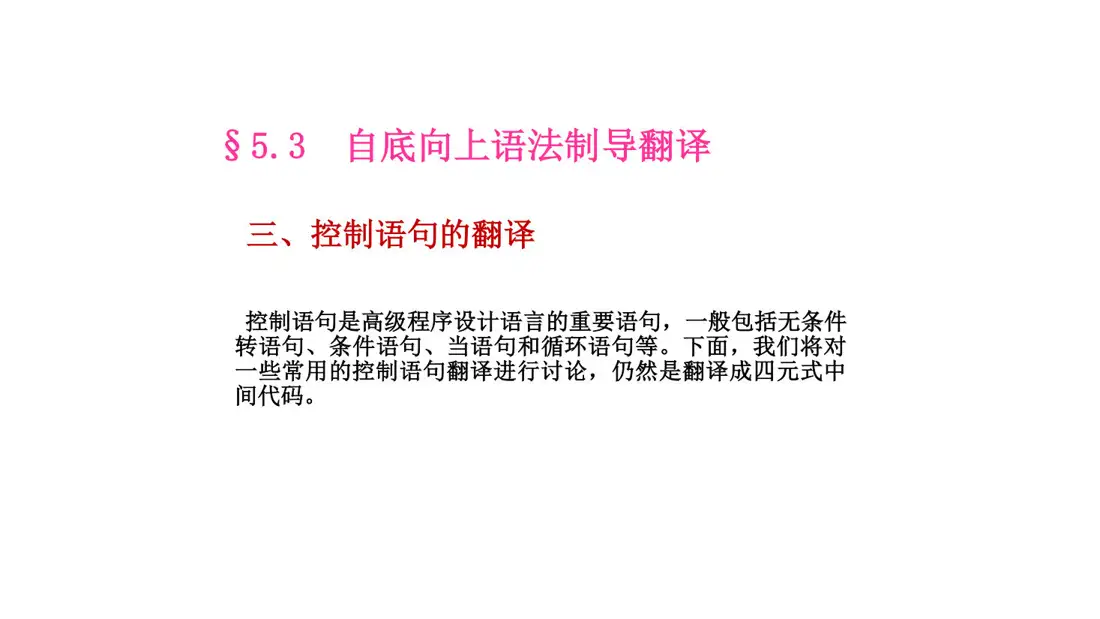 §5.3 自底向上语法制导翻译
三、控制语句的翻译
控制语句是高级程序设计语言的重要语句，一般包括无条件
转语句、条件语句、当语句和循环语句等。下面，我们将对
一些常用的控制语句翻译进行讨论，仍然是翻译成四元式中
间代码。